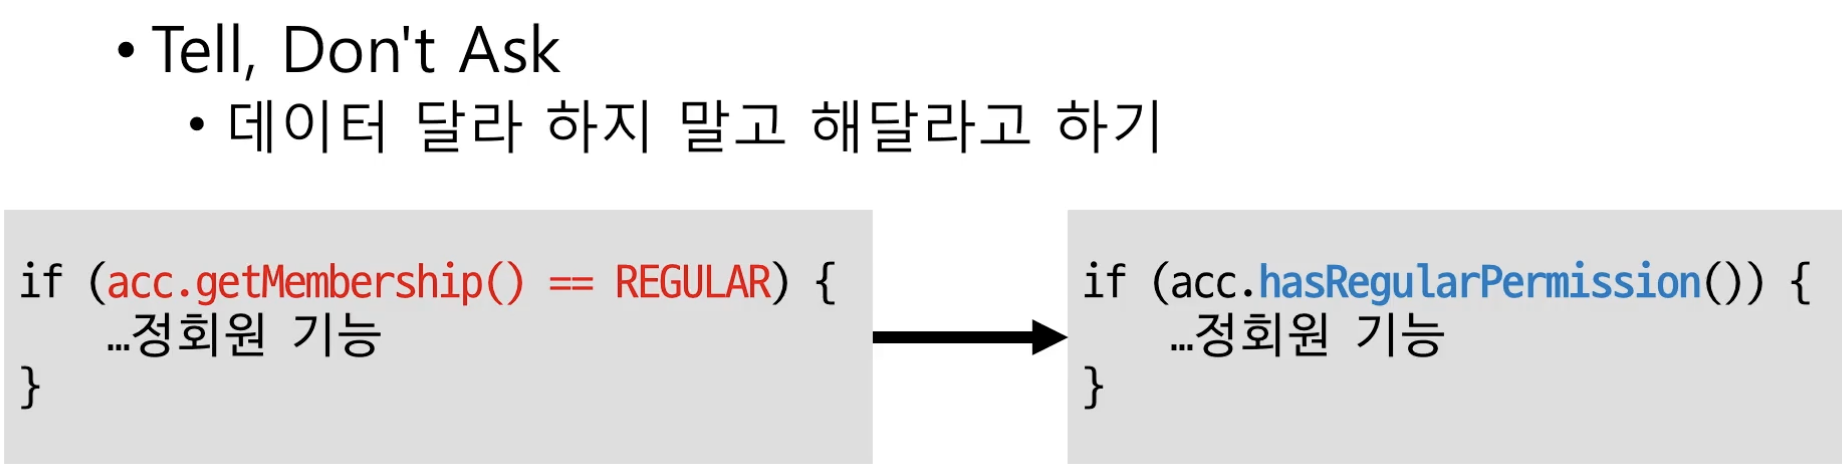 • Tell, Don't Ask
• 데이터 달라 하지 말고 해달라고 하기
if (acc.getMembership() == REGULAR) {
…정회원 기능
}
if (acc.hasRegularPermission()) {
…정회원 기능
}